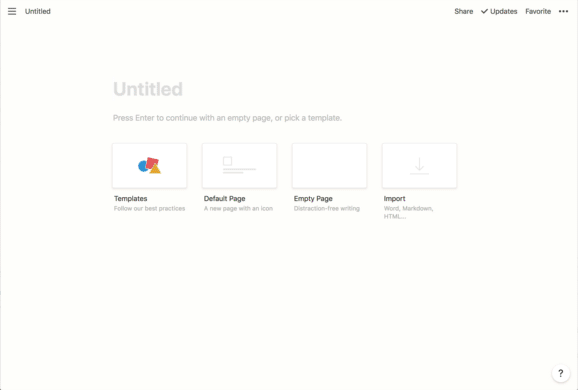 Untitled
Share
Updates
Favorite
Untitled
Press Enter to continue with an empty page, or pick a template.
Templates
Follow our best practices
Default Page
A new page with an icon
Empty Page
Distraction-free writing
Import
Word, Markdown,
HTML...
?